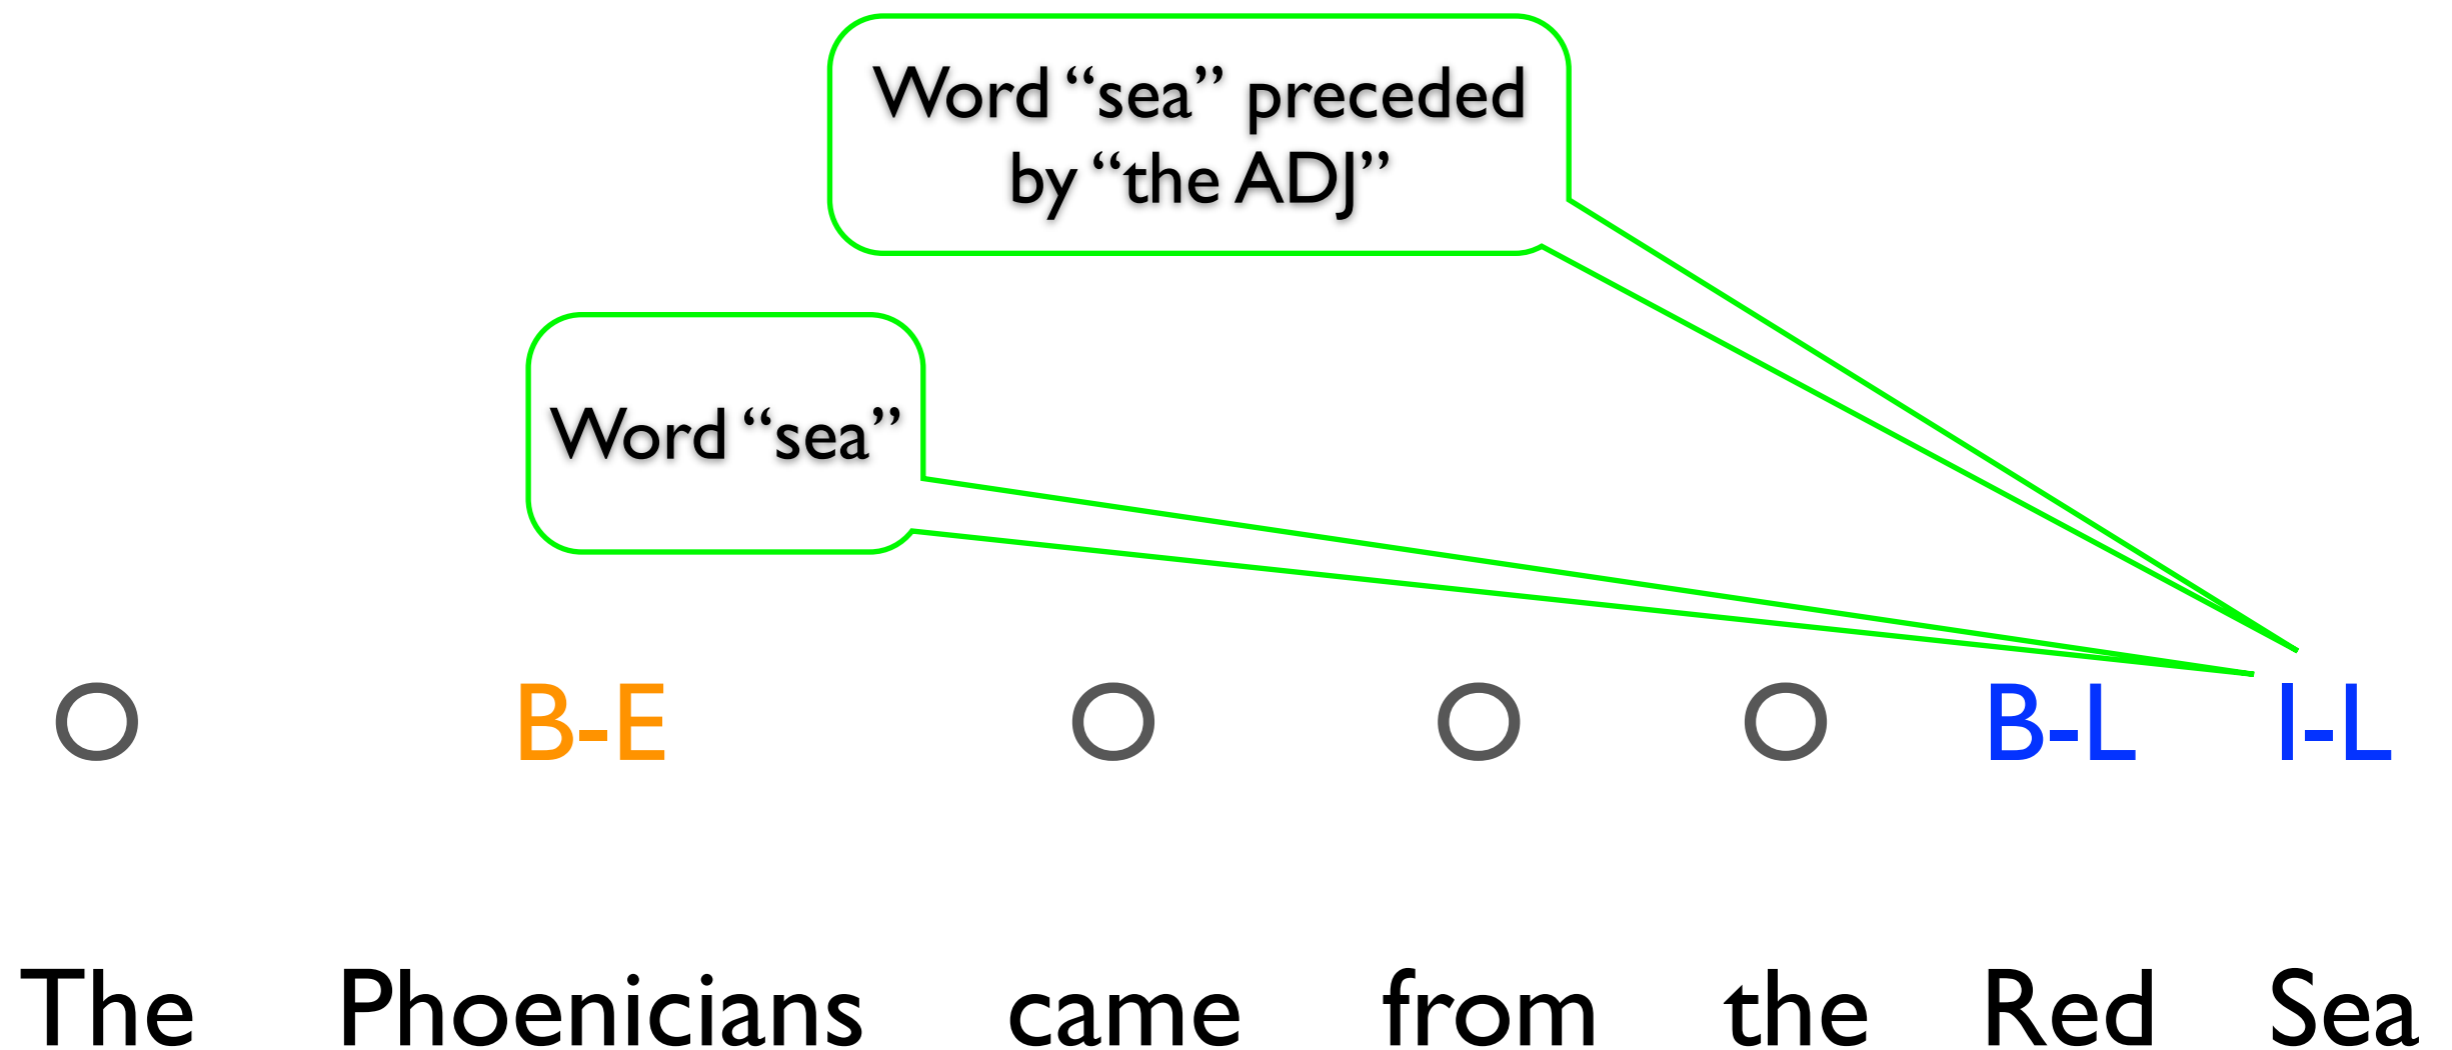 Word “sea” preceded
by “the ADJ”
Word “sea”
O B-E O O O B-L I-L
The Phoenicians came from the Red Sea